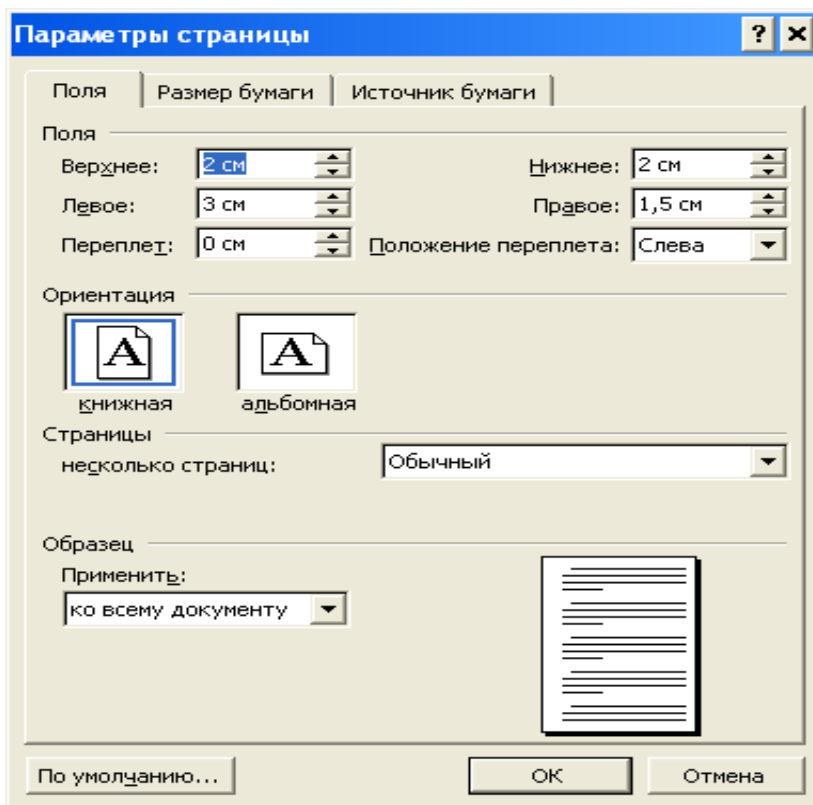 Параметры страницы
Поля Размер бумаги Источник бумаги
Поля
Верхнее: 2 см Нижнее: 2 см
Левое: 3 см Правое: 1,5 см
Переплет: 0 см Положение переплета: Слева
Ориентация
A A
книжная альбомная
Страницы
несколько страниц: Обычный
Образец
Применить:
ко всему документу
По умолчанию... ОК Отмена